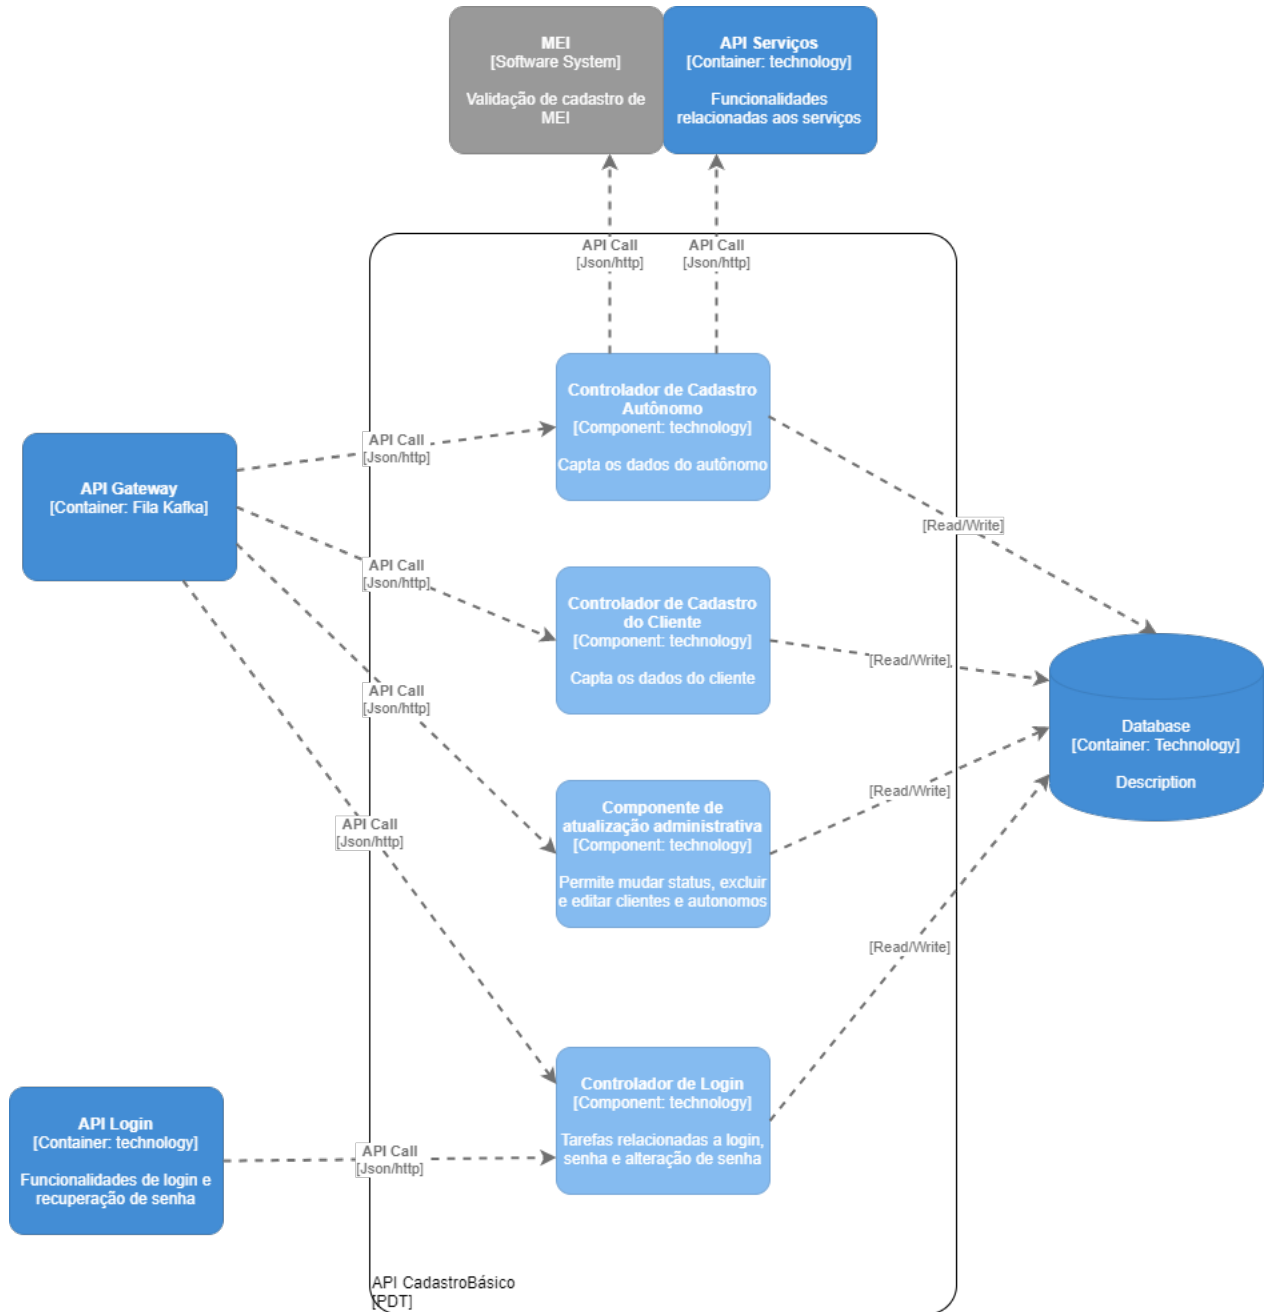 MEI
[Software System]
Validação de cadastro de
MEI
API Serviços
[Container: technology]
Funcionalidades
relacionadas aos serviços
API Call
[Json/http]
API Call
[Json/http]
Controlador de Cadastro
Autônomo
[Component: technology]
Capta os dados do autônomo
API Call
[Json/http]
API Gateway
[Container: Fila Kafka]
[Read/Write]
API Call
[Json/http]
Controlador de Cadastro
do Cliente
[Component: technology]
Capta os dados do cliente
[Read/Write]
API Call
[Json/http]
Database
[Container: Technology]
Description
[Read/Write]
Componente de
atualização administrativa
[Component: technology]
Permite mudar status, excluir
e editar clientes e autonomos
API Call
[Json/http]
[Read/Write]
Controlador de Login
[Component: technology]
Tarefas relacionadas a login,
senha e alteração de senha
API Login
[Container: technology]
Funcionalidades de login e
recuperação de senha
API Call
[Json/http]
API CadastroBásico
[PDT]